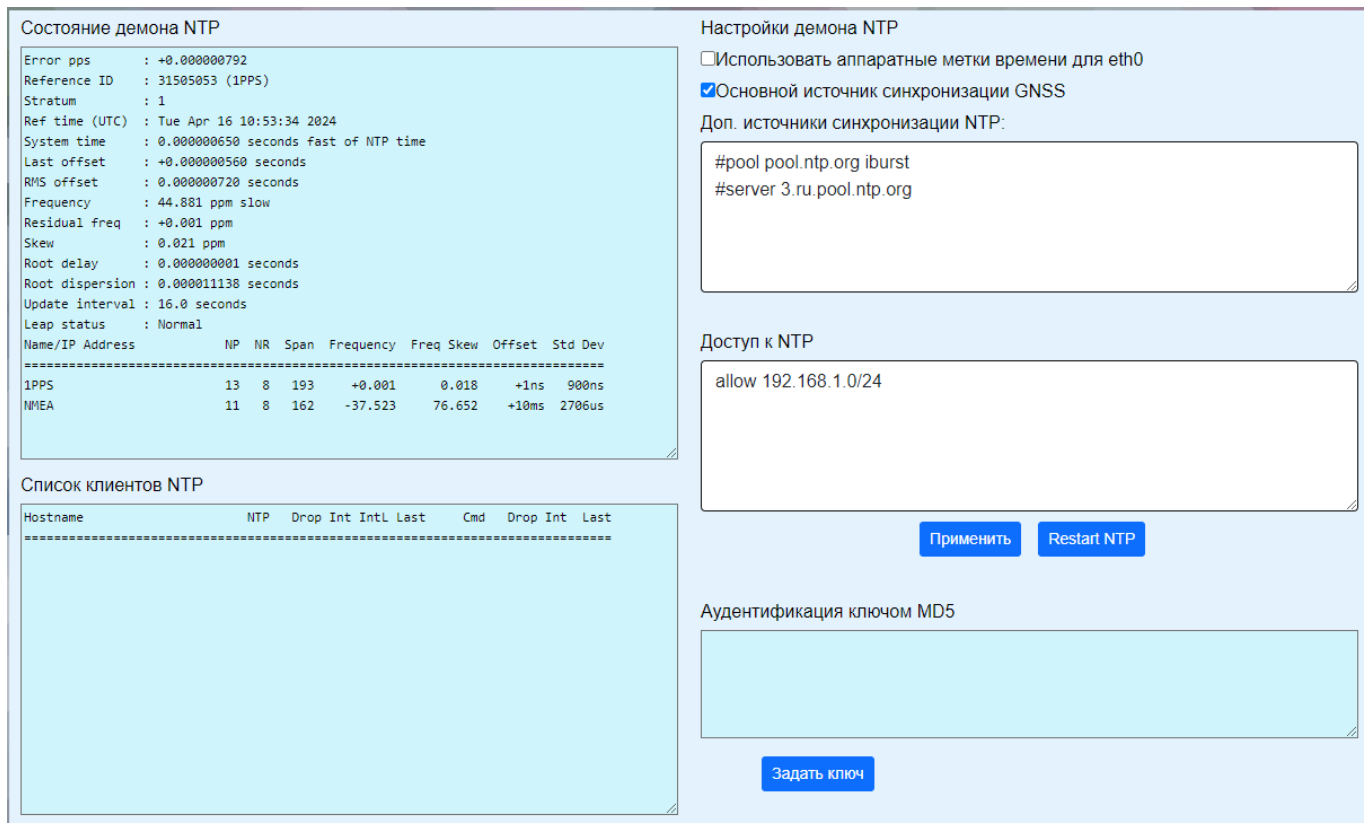 Состояние демона NTP
Error pps : +0.000000792
Reference ID : 31505053 (1PPS)
Stratum : 1
Ref time (UTC) : Tue Apr 16 10:53:34 2024
System time : 0.000000650 seconds fast of NTP time
Last offset : +0.000000560 seconds
RMS offset : 0.000000720 seconds
Frequency : 44.881 ppm slow
Residual freq : +0.001 ppm
Skew : 0.021 ppm
Root delay : 0.000000001 seconds
Root dispersion : 0.000011138 seconds
Update interval : 16.0 seconds
Leap status : Normal
Name/IP Address NP NR Span Frequency Freq Skew Offset Std Dev
==============================================================================
1PPS 13 8 193 +0.001 0.018 +1ns 900ns
NMEA 11 8 162 -37.523 76.652 +10ms 2706us
Список клиентов NTP
Hostname NTP Drop Int IntL Last Cmd Drop Int Last
===============================================================================
Настройки демона NTP
Использовать аппаратные метки времени для eth0
Основной источник синхронизации GNSS
Доп. источники синхронизации NTP:
#pool pool.ntp.org iburst
#server 3.ru.pool.ntp.org
Доступ к NTP
allow 192.168.1.0/24
Применить Restart NTP
Аудентификация ключом MD5
Задать ключ